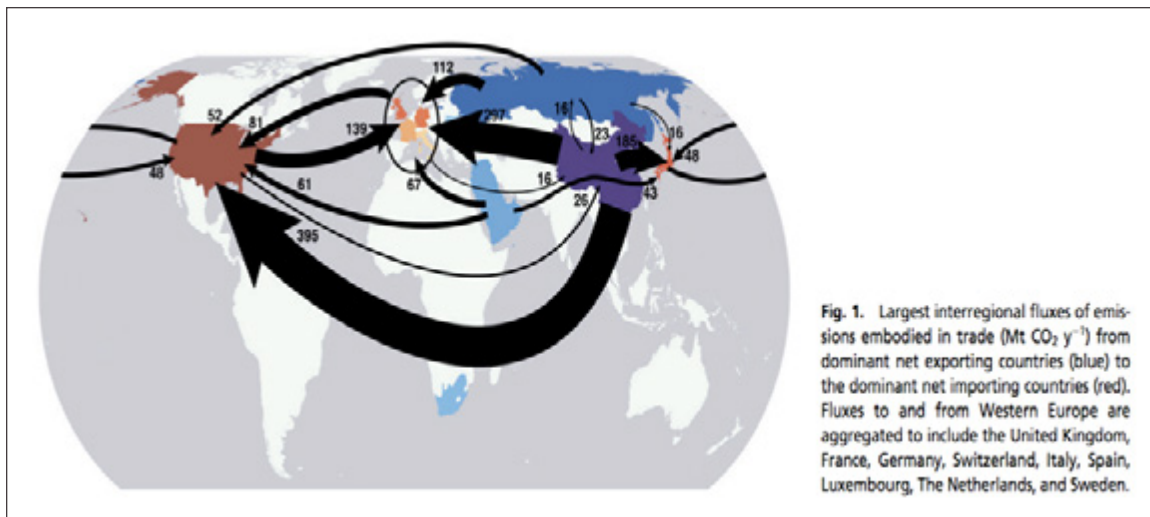 112
52
81
16
297
139
23
185
16
48
48
61
67
16
26
43
395
Fig. 1. Largest interregional fluxes of emis-
sions embodied in trade (Mt CO₂ y⁻¹) from
dominant net exporting countries (blue) to
the dominant net importing countries (red).
Fluxes to and from Western Europe are
aggregated to include the United Kingdom,
France, Germany, Switzerland, Italy, Spain,
Luxembourg, The Netherlands, and Sweden.